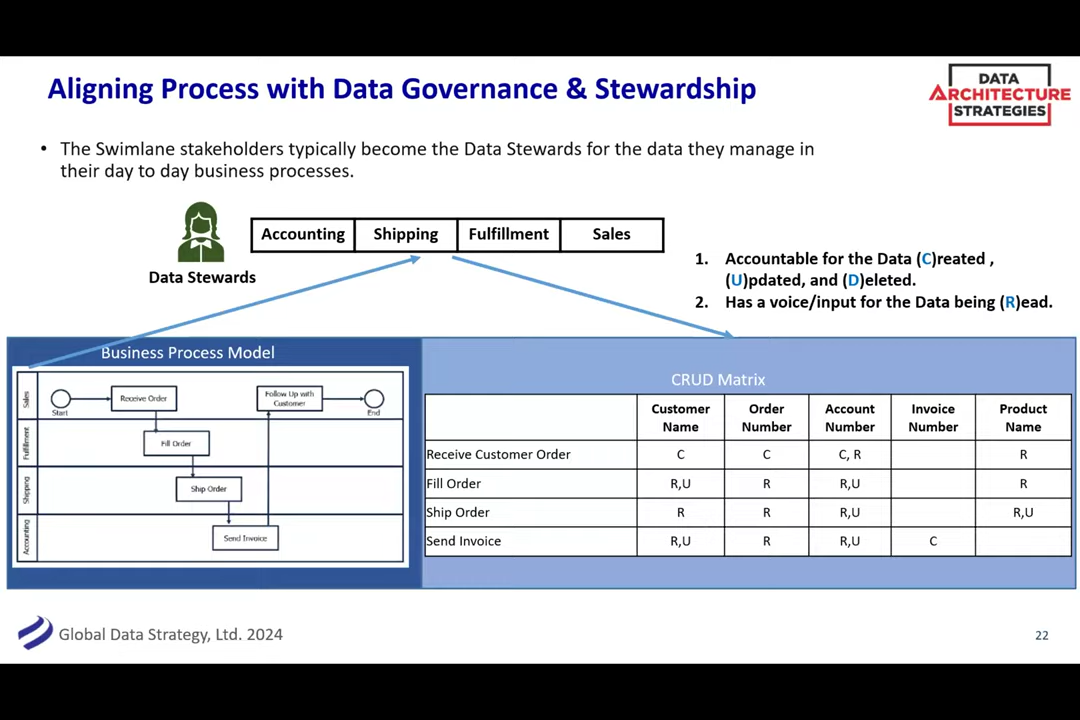 Aligning Process with Data Governance & Stewardship
DATA
ARCHITECTURE
STRATEGIES
• The Swimlane stakeholders typically become the Data Stewards for the data they manage in
their day to day business processes.
Accounting Shipping Fulfillment Sales
Data Stewards
1. Accountable for the Data (C)reated ,
(U)pdated, and (D)eleted.
2. Has a voice/input for the Data being (R)ead.
Business Process Model
Sales
Start
Receive Order
Follow Up with
Customer
End
Fulfillment
Fill Order
Shipping
Ship Order
Accounting
Send Invoice
CRUD Matrix
Customer Name Order Number Account Number Invoice Number Product Name
Receive Customer Order C C C, R R
Fill Order R,U R R,U R
Ship Order R R R,U R,U
Send Invoice R,U R R,U C
Global Data Strategy, Ltd. 2024
22